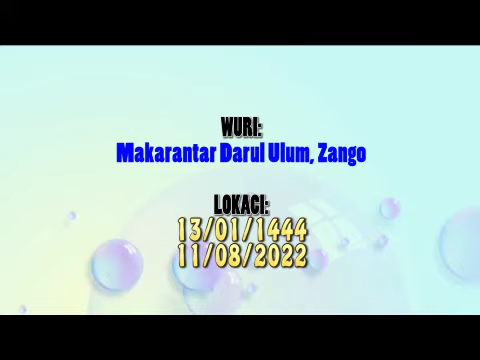 WURI:
Makarantar Darul Ulum, Zango
LOKACI:
13/01/1444
11/08/2022